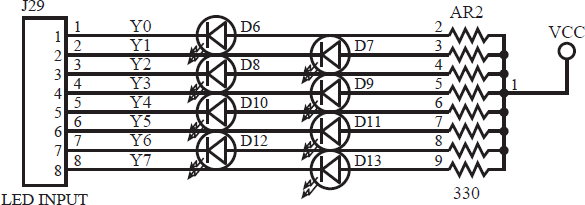 J29
AR2
VCC
1 1 Y0 D6 2
2 2 Y1 D7 3
3 3 Y2 D8 4
4 4 Y3 D9 5 1
5 5 Y4 D10 6
6 6 Y5 D11 7
7 7 Y6 D12 8
8 8 Y7 D13 9
LED INPUT
330